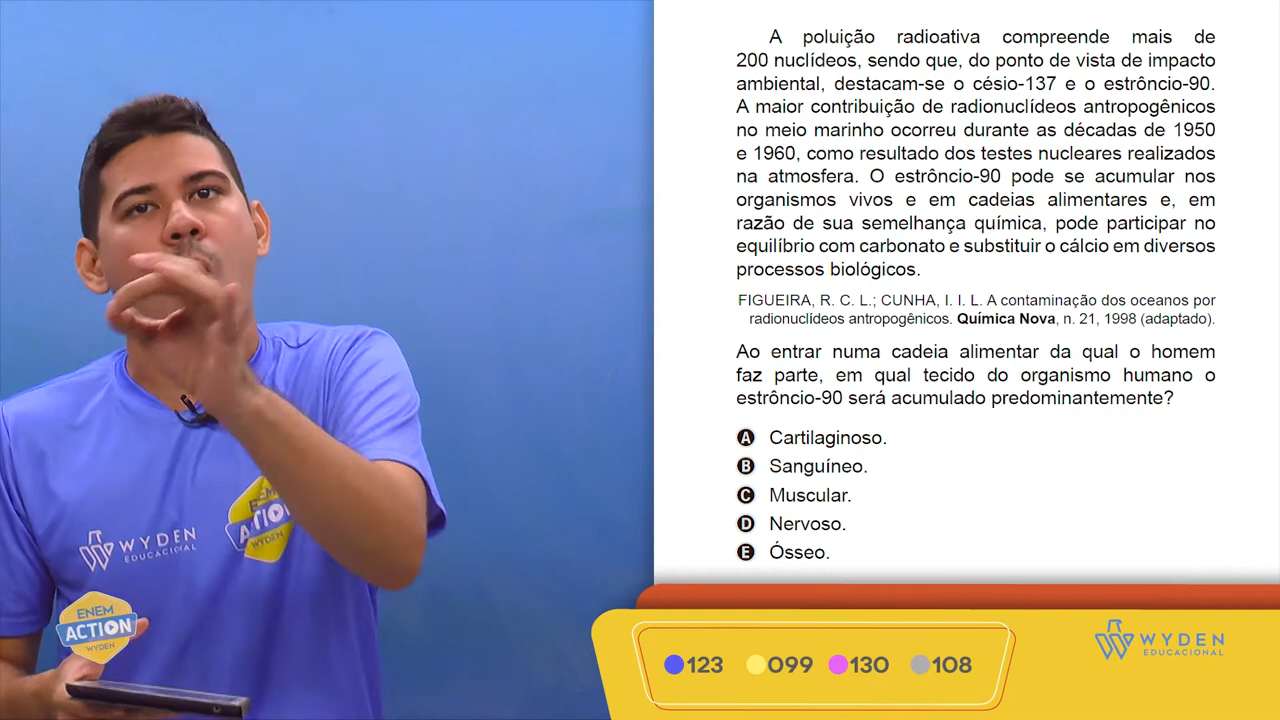 A poluição radioativa compreende mais de
200 nuclídeos, sendo que, do ponto de vista de impacto
ambiental, destacam-se o césio-137 e o estrôncio-90.
A maior contribuição de radionuclídeos antropogênicos
no meio marinho ocorreu durante as décadas de 1950
e 1960, como resultado dos testes nucleares realizados
na atmosfera. O estrôncio-90 pode se acumular nos
organismos vivos e em cadeias alimentares e, em
razão de sua semelhança química, pode participar no
equilíbrio com carbonato e substituir o cálcio em diversos
processos biológicos.
FIGUEIRA, R. C. L.; CUNHA, I. I. L. A contaminação dos oceanos por
radionuclídeos antropogênicos. Química Nova, n. 21, 1998 (adaptado).
Ao entrar numa cadeia alimentar da qual o homem
faz parte, em qual tecido do organismo humano o
estrôncio-90 será acumulado predominantemente?
A Cartilaginoso.
B Sanguíneo.
C Muscular.
D Nervoso.
E Ósseo.
WYDEN
EDUCACIONAL
ENEM
ACTION
WYDEN
ENEM
ACTION
WYDEN
123 099 130 108
WYDEN
EDUCACIONAL